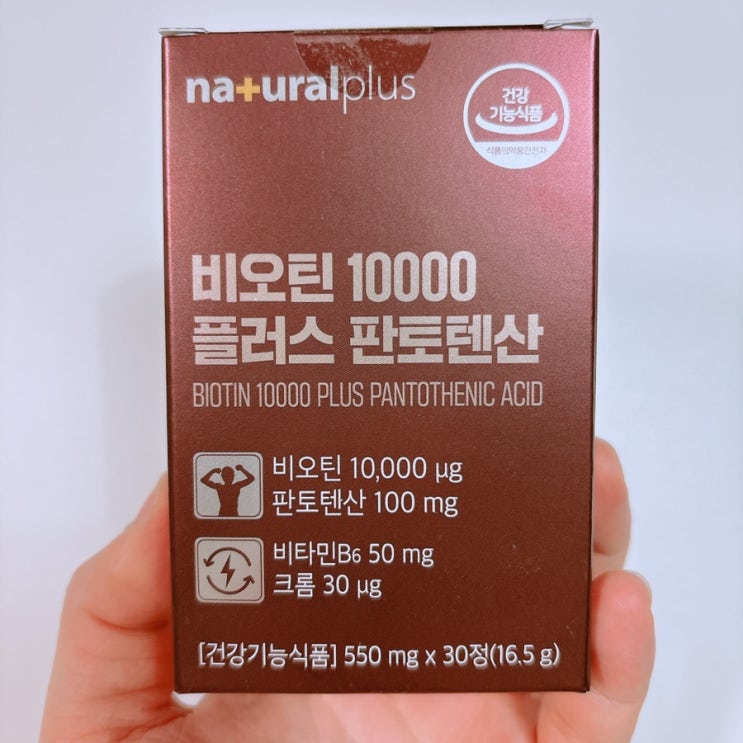 na+uralplus
건강
기능식품
식품의약품안전처
비오틴 10000
플러스 판토텐산
BIOTIN 10000 PLUS PANTOTHENIC ACID
비오틴 10,000 µg
판토텐산 100 mg
비타민B₆ 50 mg
크롬 30 µg
[건강기능식품] 550 mg x 30정(16.5 g)